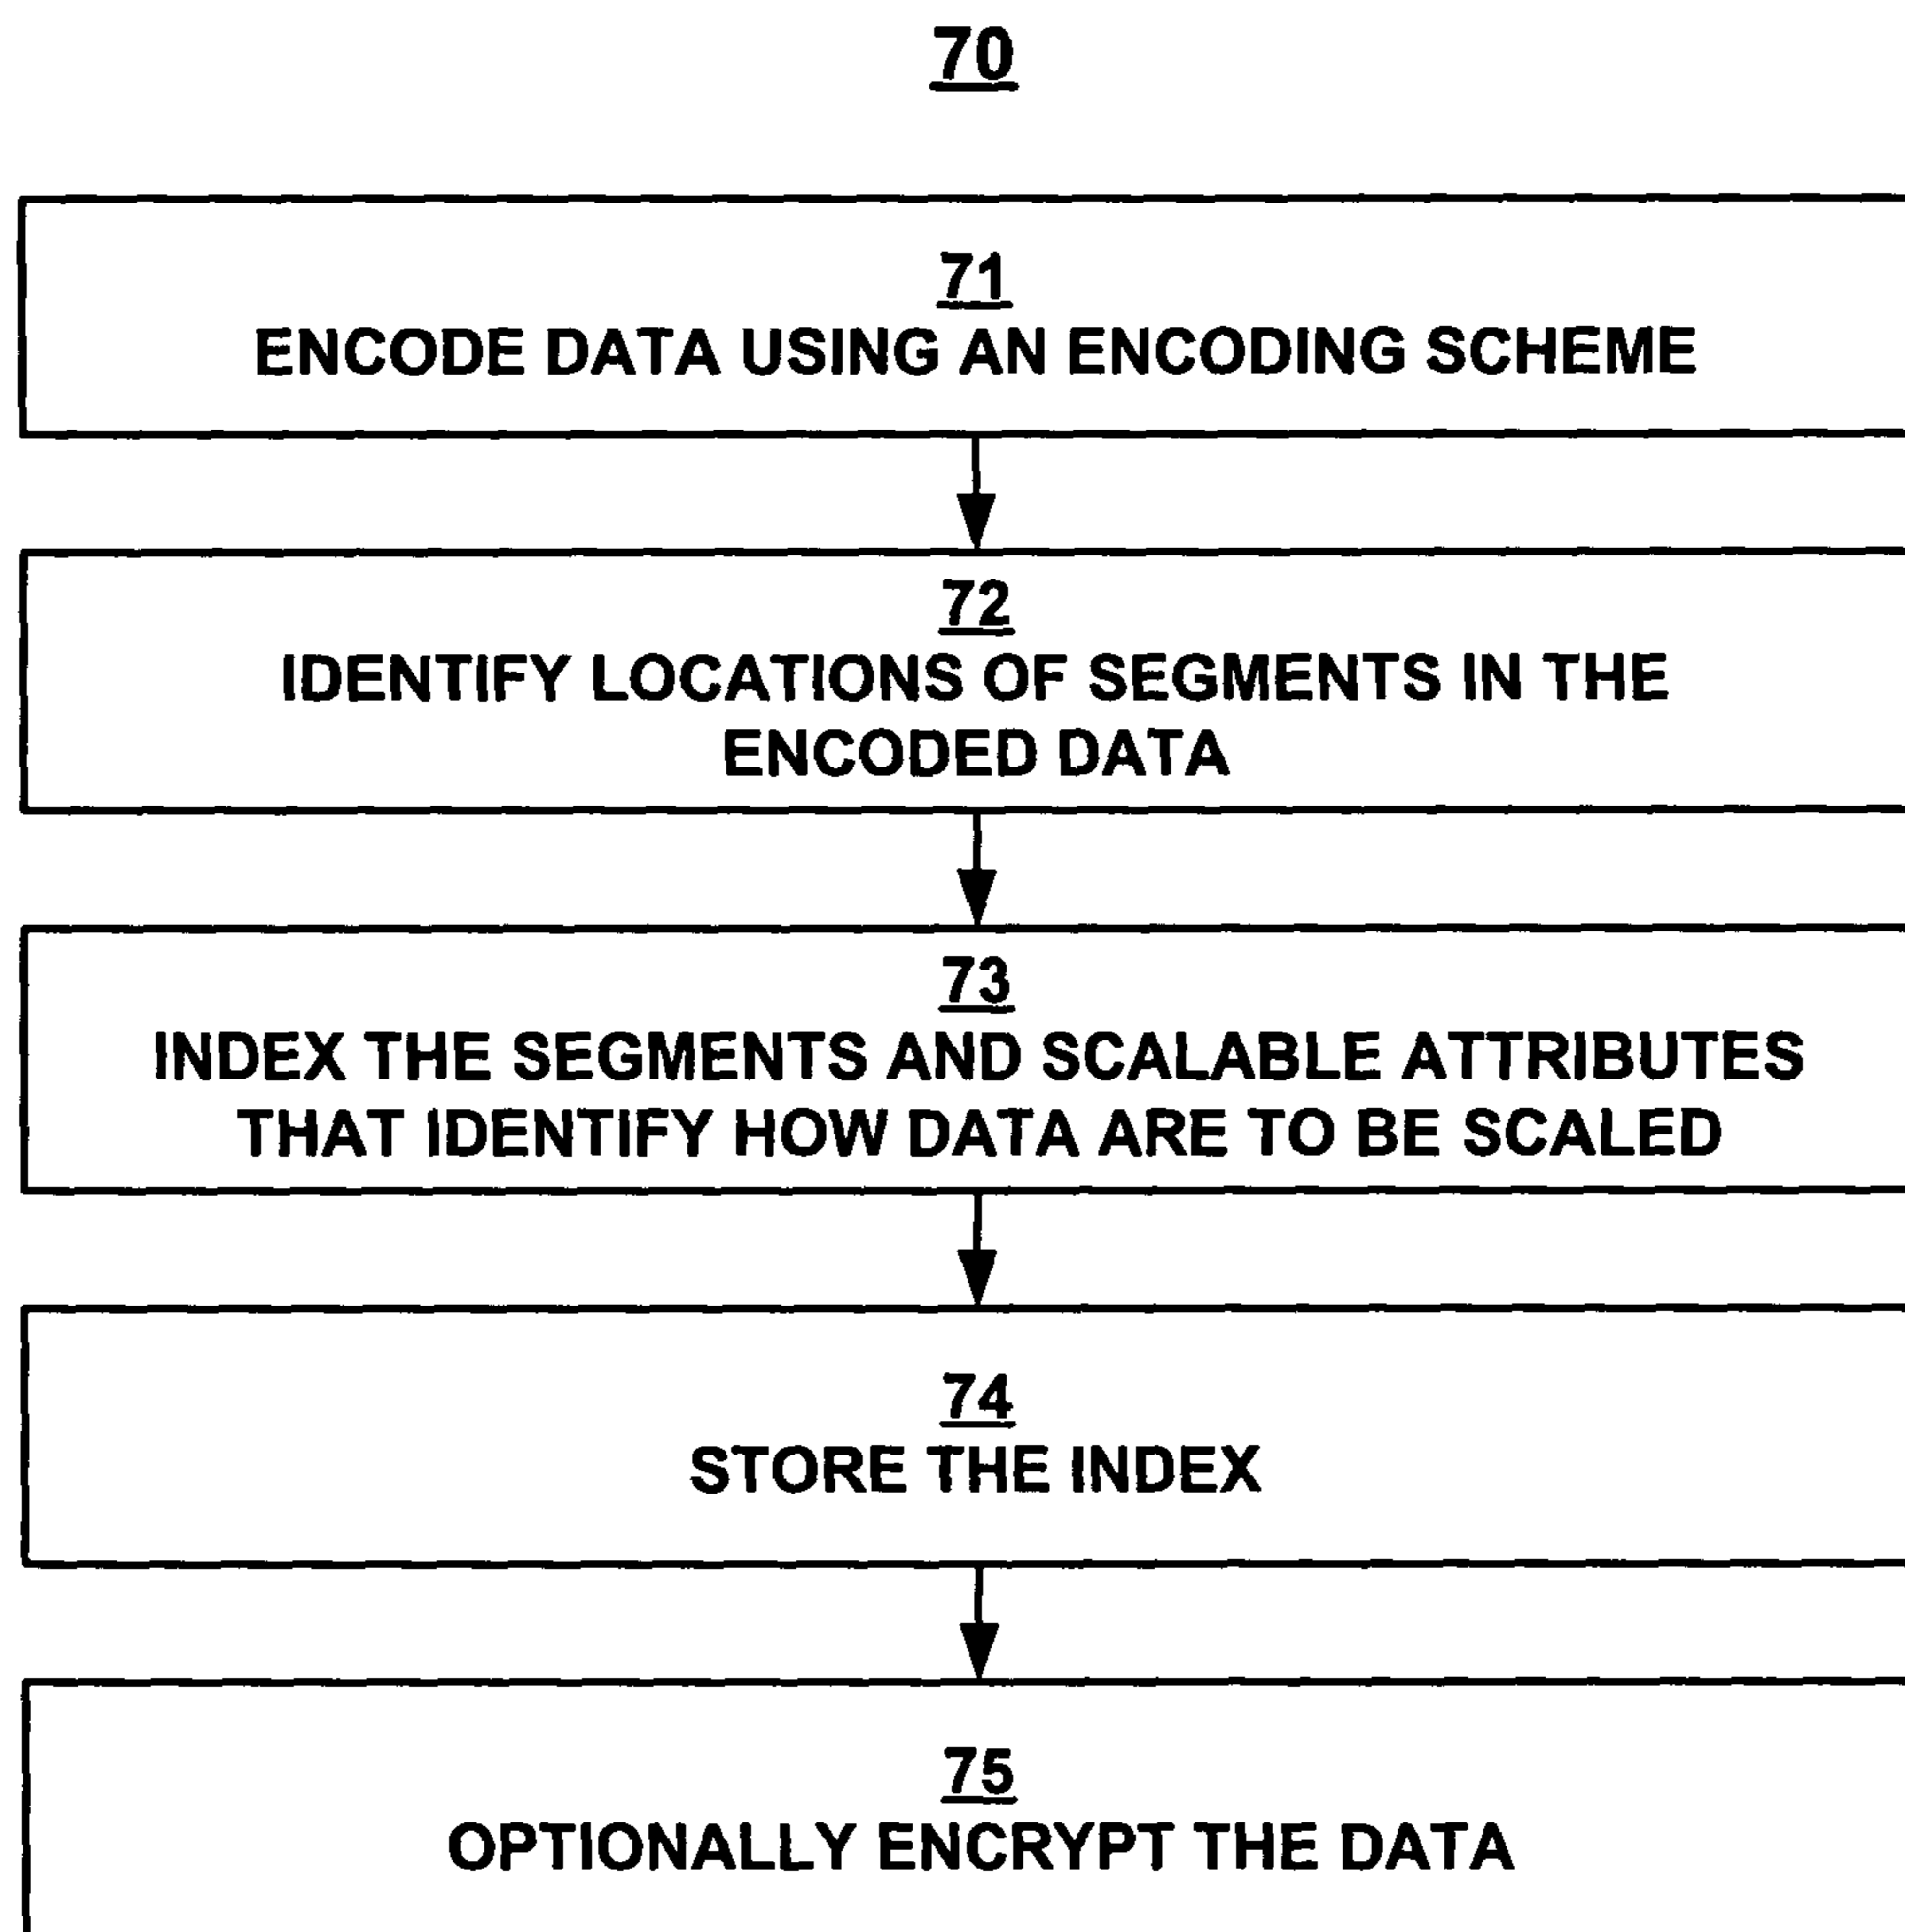 70
71
ENCODE DATA USING AN ENCODING SCHEME
72
IDENTIFY LOCATIONS OF SEGMENTS IN THE
ENCODED DATA
73
INDEX THE SEGMENTS AND SCALABLE ATTRIBUTES
THAT IDENTIFY HOW DATA ARE TO BE SCALED
74
STORE THE INDEX
75
OPTIONALLY ENCRYPT THE DATA